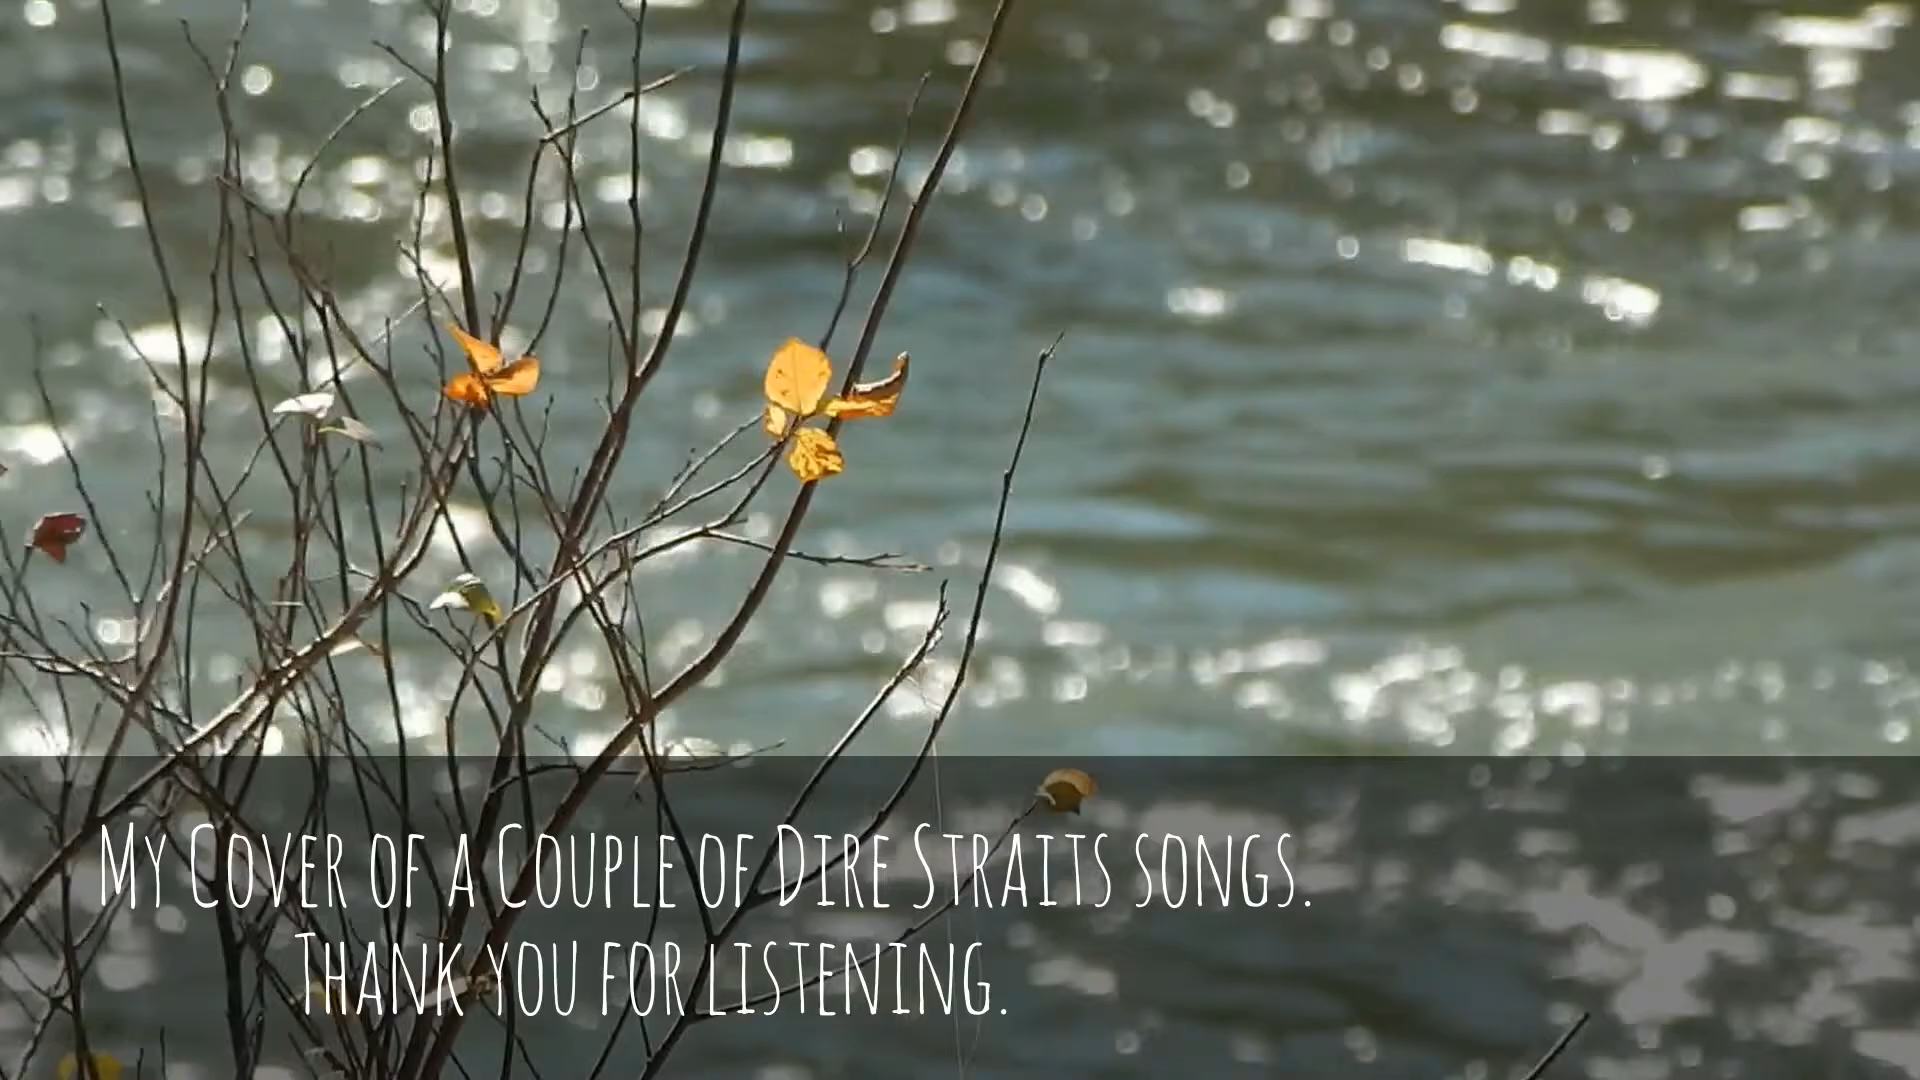 My Cover of a Couple of Dire Straits songs.
Thank you for listening.